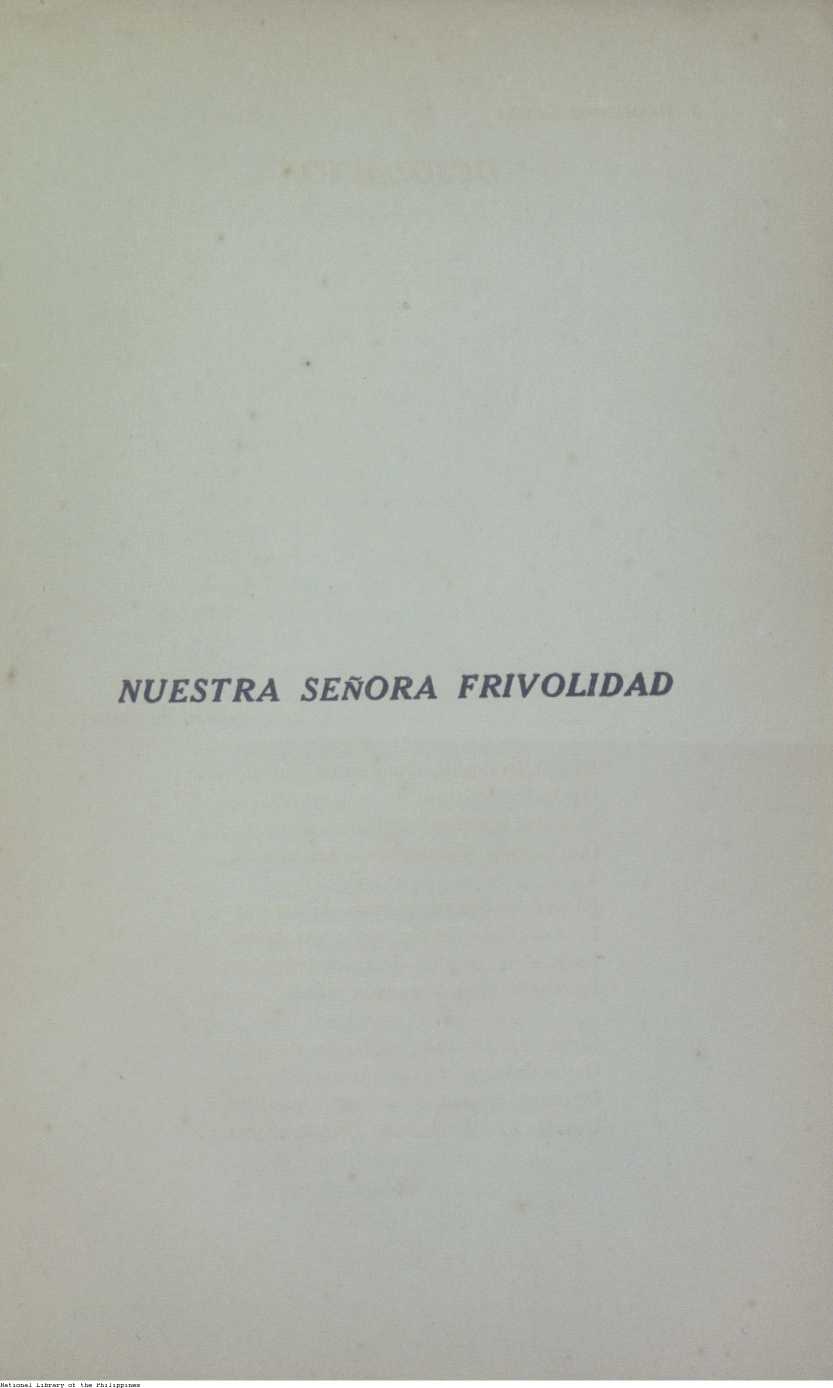 NUESTRA SEÑORA FRIVOLIDAD
National Library of the Philippines